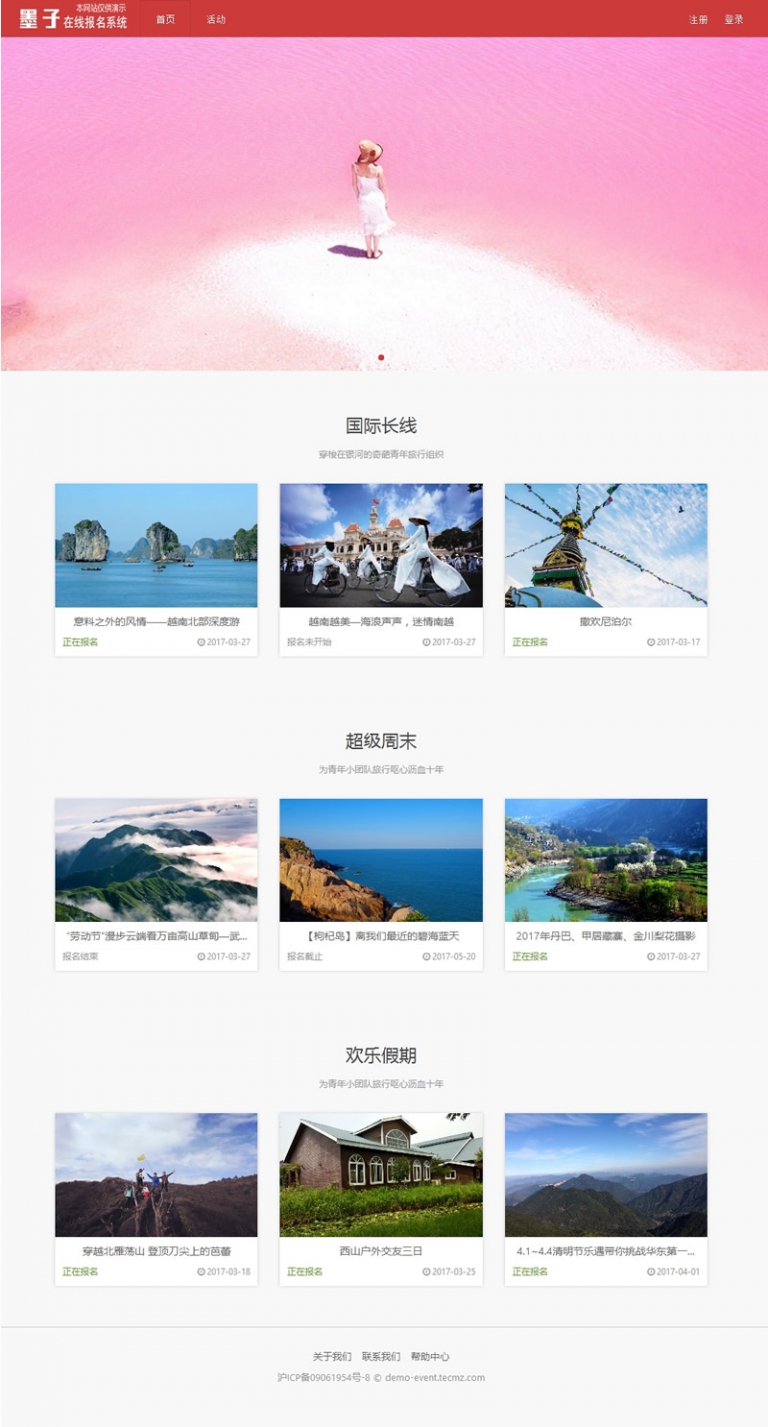 墨子 在线报名系统
本网站仅供演示
首页
活动
注册
登录
国际长线
穿梭在银河的奇葩青年旅行组织
意料之外的风情——越南北部深度游
正在报名 2017-03-27
越南越美—海浪声声，迷情南越
报名未开始 2017-03-27
撒欢尼泊尔
正在报名 2017-03-17
超级周末
为青年小团队旅行呕心沥血十年
“劳动节”漫步云端看万亩高山草甸—武...
报名结束 2017-03-27
【枸杞岛】离我们最近的碧海蓝天
报名截止 2017-05-20
2017年丹巴、甲居藏寨、金川梨花摄影
正在报名 2017-03-27
欢乐假期
为青年小团队旅行呕心沥血十年
穿越北雁荡山 登顶刀尖上的芭蕾
正在报名 2017-03-18
西山户外交友三日
正在报名 2017-03-25
4.1~4.4清明节乐遇带你挑战华东第一...
正在报名 2017-04-01
关于我们 联系我们 帮助中心
沪ICP备09061954号-8 © demo-event.tecmz.com